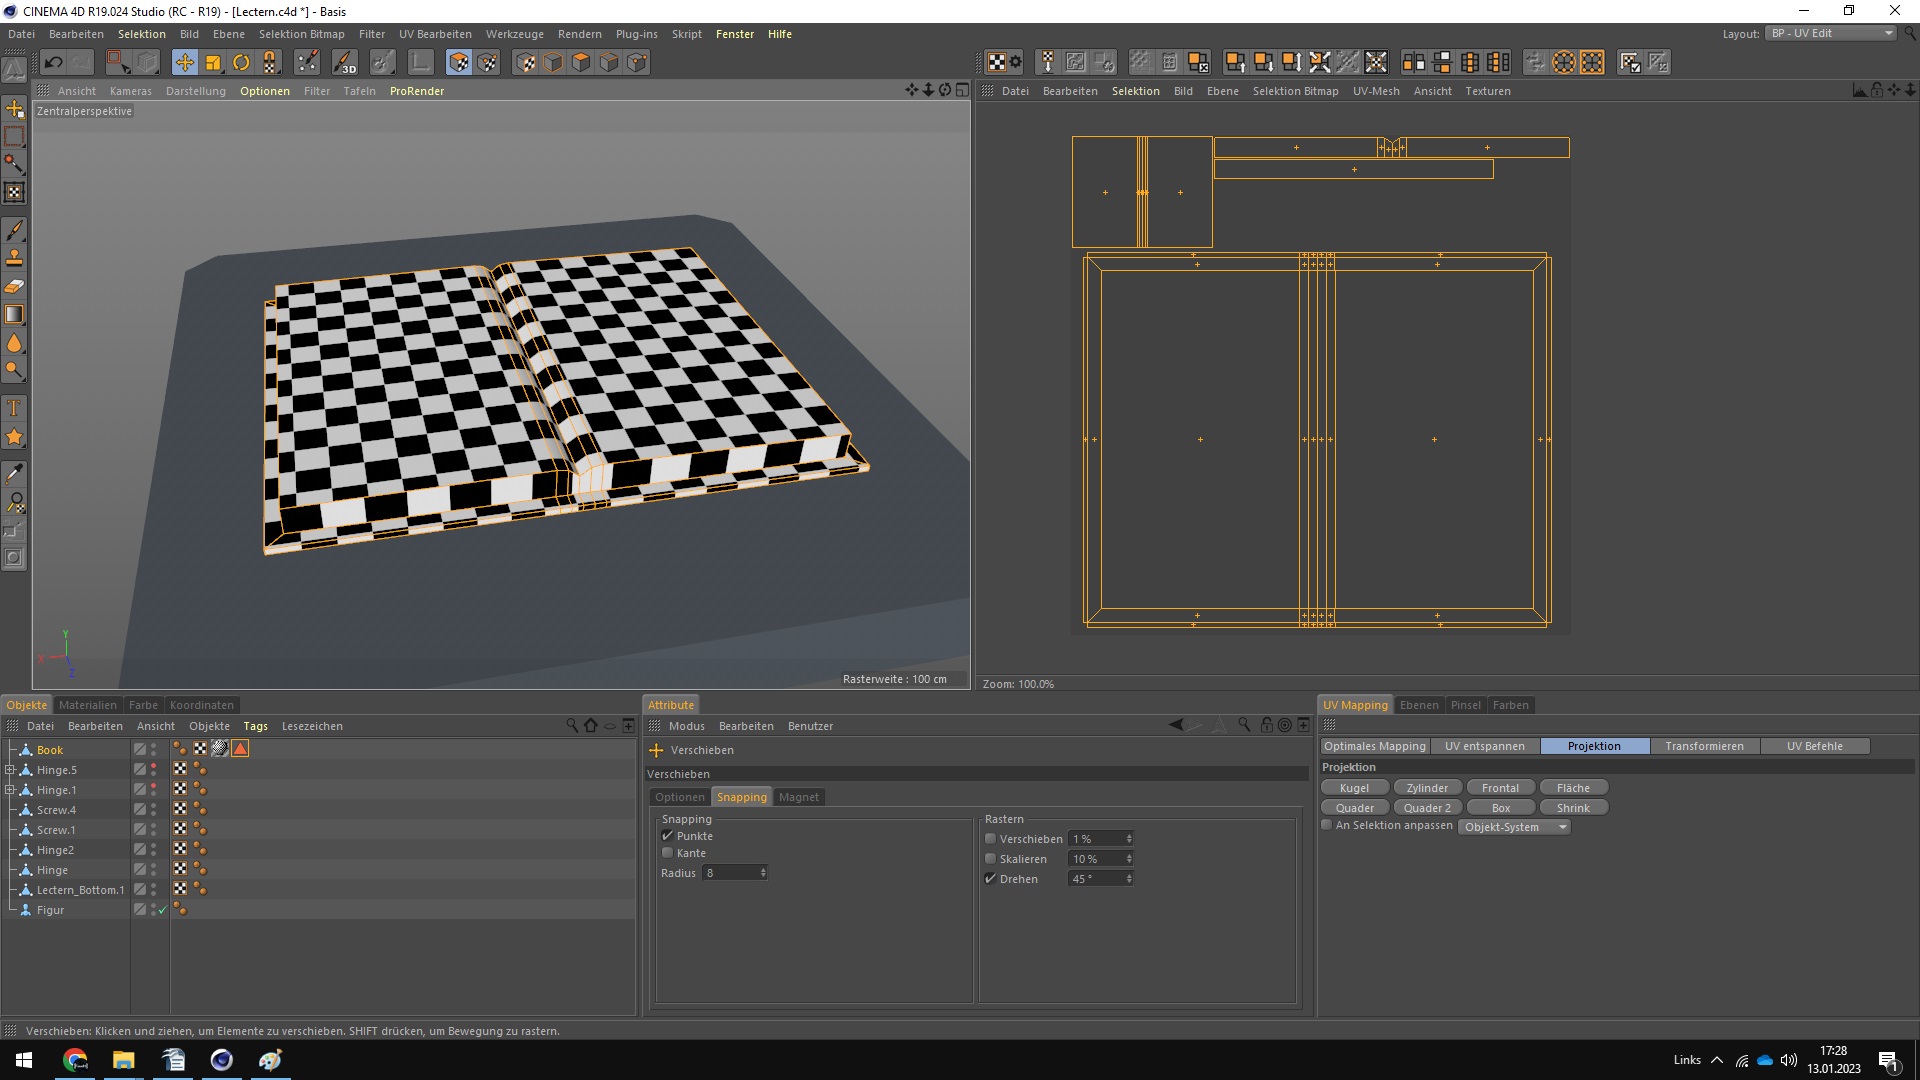 CINEMA 4D R19.024 Studio (RC - R19) - [Lectern.c4d *] - Basis
Datei Bearbeiten Selektion Bild Ebene Selektion Bitmap Filter UV Bearbeiten Werkzeuge Rendern Plug-ins Skript Fenster Hilfe
Layout: BP - UV Edit
Ansicht Kameras Darstellung Optionen Filter Tafeln ProRender
Datei Bearbeiten Selektion Bild Ebene Selektion Bitmap UV-Mesh Ansicht Texturen
Zentralperspektive
3D
T
Y
X
Z
Rasterweite : 100 cm
Zoom: 100.0%
Objekte Materialien Farbe Koordinaten
Datei Bearbeiten Ansicht Objekte Tags Lesezeichen
Book
Hinge.5
Hinge.1
Screw.4
Screw.1
Hinge2
Hinge
Lectern_Bottom.1
Figur
Attribute
Modus Bearbeiten Benutzer
Verschieben
Verschieben
Optionen Snapping Magnet
Snapping
Punkte
Kante
Radius 8
Rastern
Verschieben 1 %
Skalieren 10 %
Drehen 45 °
UV Mapping Ebenen Pinsel Farben
Optimales Mapping UV entspannen Projektion Transformieren UV Befehle
Projektion
Kugel Zylinder Frontal Fläche
Quader Quader 2 Box Shrink
An Selektion anpassen Objekt-System
Verschieben: Klicken und ziehen, um Elemente zu verschieben. SHIFT drücken, um Bewegung zu rastern.
Links
17:28
13.01.2023
1